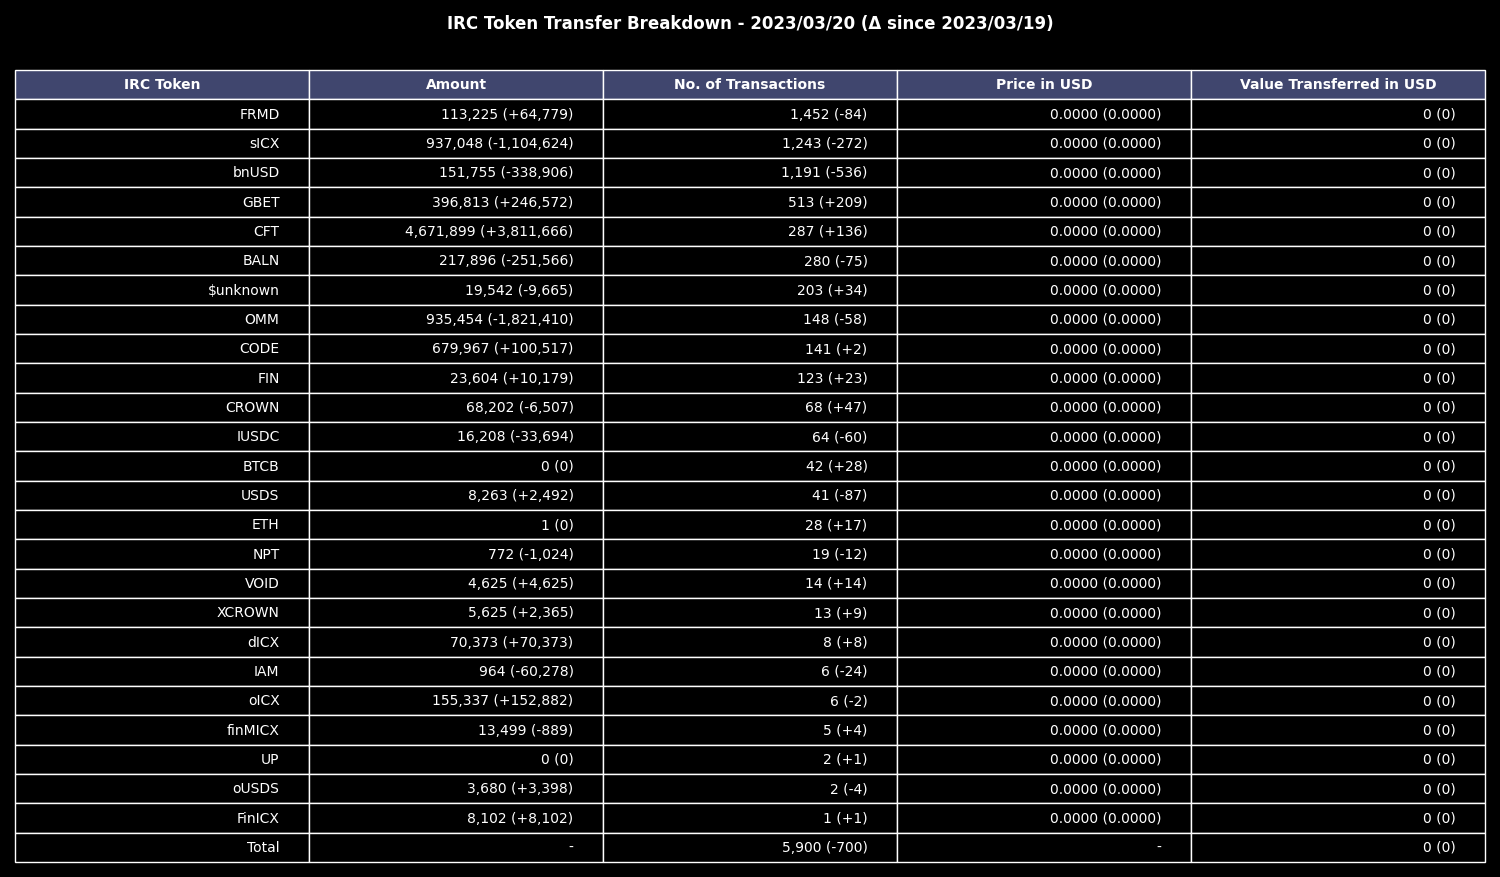 IRC Token Transfer Breakdown - 2023/03/20 (Δ since 2023/03/19)
IRC Token Amount No. of Transactions Price in USD Value Transferred in USD
FRMD 113,225 (+64,779) 1,452 (-84) 0.0000 (0.0000) 0 (0)
sICX 937,048 (-1,104,624) 1,243 (-272) 0.0000 (0.0000) 0 (0)
bnUSD 151,755 (-338,906) 1,191 (-536) 0.0000 (0.0000) 0 (0)
GBET 396,813 (+246,572) 513 (+209) 0.0000 (0.0000) 0 (0)
CFT 4,671,899 (+3,811,666) 287 (+136) 0.0000 (0.0000) 0 (0)
BALN 217,896 (-251,566) 280 (-75) 0.0000 (0.0000) 0 (0)
$unknown 19,542 (-9,665) 203 (+34) 0.0000 (0.0000) 0 (0)
OMM 935,454 (-1,821,410) 148 (-58) 0.0000 (0.0000) 0 (0)
CODE 679,967 (+100,517) 141 (+2) 0.0000 (0.0000) 0 (0)
FIN 23,604 (+10,179) 123 (+23) 0.0000 (0.0000) 0 (0)
CROWN 68,202 (-6,507) 68 (+47) 0.0000 (0.0000) 0 (0)
IUSDC 16,208 (-33,694) 64 (-60) 0.0000 (0.0000) 0 (0)
BTCB 0 (0) 42 (+28) 0.0000 (0.0000) 0 (0)
USDS 8,263 (+2,492) 41 (-87) 0.0000 (0.0000) 0 (0)
ETH 1 (0) 28 (+17) 0.0000 (0.0000) 0 (0)
NPT 772 (-1,024) 19 (-12) 0.0000 (0.0000) 0 (0)
VOID 4,625 (+4,625) 14 (+14) 0.0000 (0.0000) 0 (0)
XCROWN 5,625 (+2,365) 13 (+9) 0.0000 (0.0000) 0 (0)
dICX 70,373 (+70,373) 8 (+8) 0.0000 (0.0000) 0 (0)
IAM 964 (-60,278) 6 (-24) 0.0000 (0.0000) 0 (0)
oICX 155,337 (+152,882) 6 (-2) 0.0000 (0.0000) 0 (0)
finMICX 13,499 (-889) 5 (+4) 0.0000 (0.0000) 0 (0)
UP 0 (0) 2 (+1) 0.0000 (0.0000) 0 (0)
oUSDS 3,680 (+3,398) 2 (-4) 0.0000 (0.0000) 0 (0)
FinICX 8,102 (+8,102) 1 (+1) 0.0000 (0.0000) 0 (0)
Total - 5,900 (-700) - 0 (0)